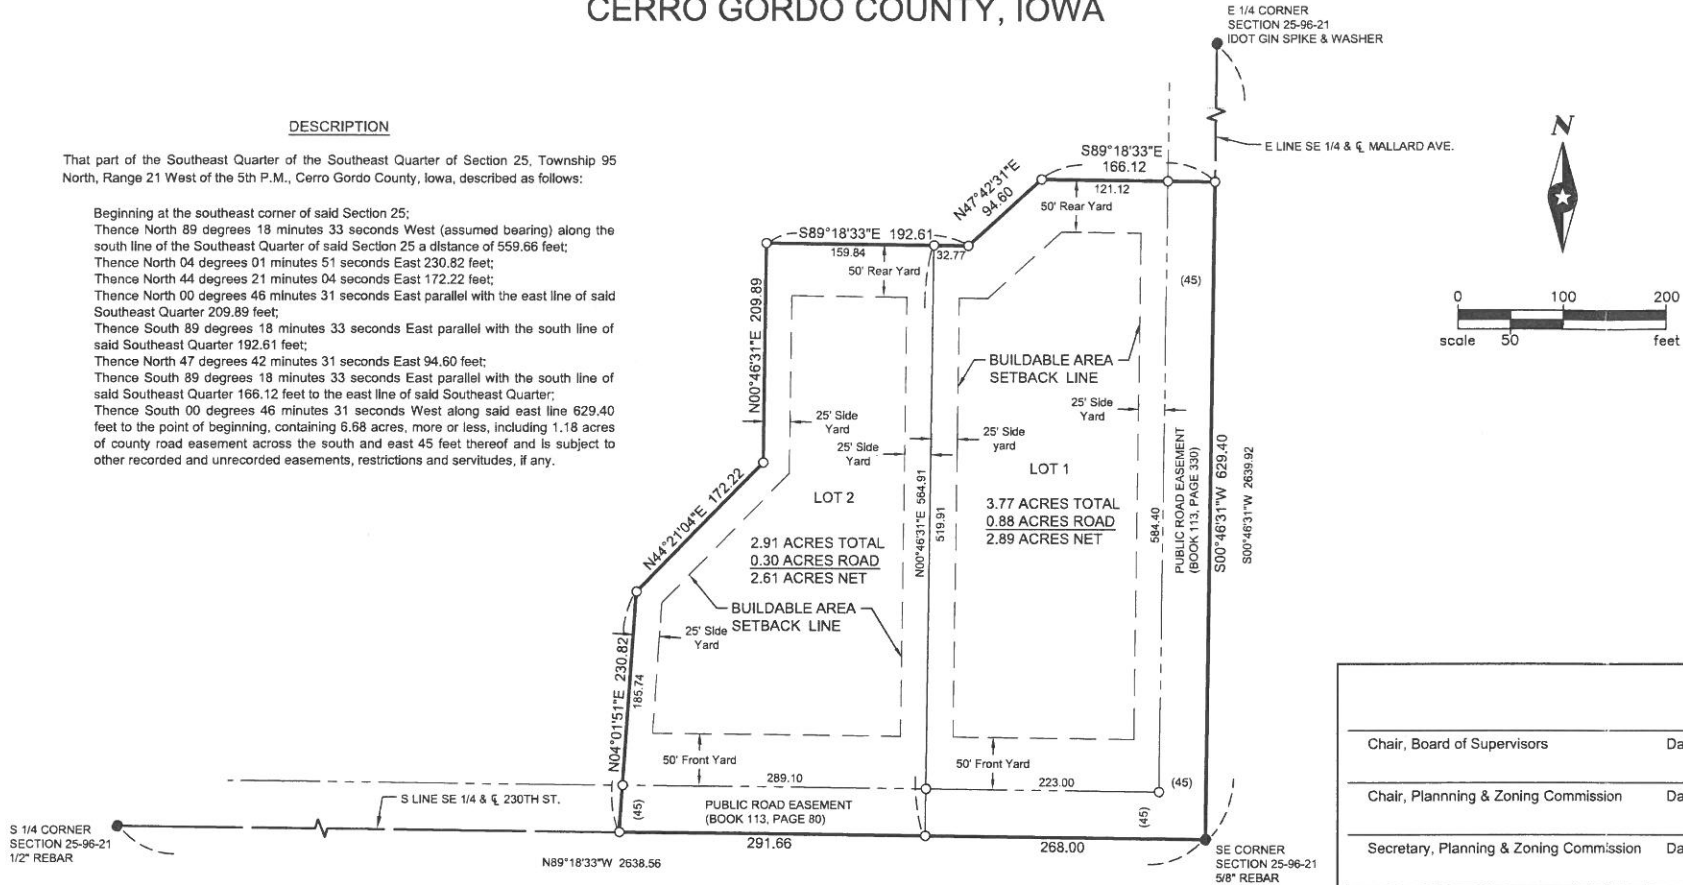 CERRO GORDO COUNTY, IOWA
E 1/4 CORNER
SECTION 25-96-21
IDOT GIN SPIKE & WASHER
DESCRIPTION
That part of the Southeast Quarter of the Southeast Quarter of Section 25, Township 95
North, Range 21 West of the 5th P.M., Cerro Gordo County, Iowa, described as follows:
Beginning at the southeast corner of said Section 25;
Thence North 89 degrees 18 minutes 33 seconds West (assumed bearing) along the
south line of the Southeast Quarter of said Section 25 a distance of 559.66 feet;
Thence North 04 degrees 01 minutes 51 seconds East 230.82 feet;
Thence North 44 degrees 21 minutes 04 seconds East 172.22 feet;
Thence North 00 degrees 46 minutes 31 seconds East parallel with the east line of said
Southeast Quarter 209.89 feet;
Thence South 89 degrees 18 minutes 33 seconds East parallel with the south line of
said Southeast Quarter 192.61 feet;
Thence North 47 degrees 42 minutes 31 seconds East 94.60 feet;
Thence South 89 degrees 18 minutes 33 seconds East parallel with the south line of
said Southeast Quarter 166.12 feet to the east line of said Southeast Quarter;
Thence South 00 degrees 46 minutes 31 seconds West along said east line 629.40
feet to the point of beginning, containing 6.68 acres, more or less, including 1.18 acres
of county road easement across the south and east 45 feet thereof and is subject to
other recorded and unrecorded easements, restrictions and servitudes, if any.
E LINE SE 1/4 & ℄ MALLARD AVE.
N
0 100 200
scale 50 feet
S89°18'33"E
166.12
121.12
N47°42'31"E
94.60
50' Rear Yard
S89°18'33"E 192.61
159.84
32.77
50' Rear Yard
(45)
N00°46'31"E 209.89
BUILDABLE AREA
SETBACK LINE
25' Side
Yard
25' Side
Yard
25' Side
Yard
25' Side
yard
LOT 1
3.77 ACRES TOTAL
0.88 ACRES ROAD
2.89 ACRES NET
LOT 2
2.91 ACRES TOTAL
0.30 ACRES ROAD
2.61 ACRES NET
N00°46'31"E 564.91
519.91
584.40
PUBLIC ROAD EASEMENT
(BOOK 113, PAGE 330)
S00°46'31"W 629.40
S00°46'31"W 2639.92
N44°21'04"E 172.22
BUILDABLE AREA
SETBACK LINE
25' Side
Yard
N04°01'51"E 230.82
185.74
50' Front Yard
50' Front Yard
289.10
223.00
(45)
(45)
(45)
PUBLIC ROAD EASEMENT
(BOOK 113, PAGE 80)
S LINE SE 1/4 & ℄ 230TH ST.
S 1/4 CORNER
SECTION 25-96-21
1/2" REBAR
291.66
268.00
N89°18'33"W 2638.56
SE CORNER
SECTION 25-96-21
5/8" REBAR
Chair, Board of Supervisors Da
Chair, Plannning & Zoning Commission Da
Secretary, Planning & Zoning Commission Da